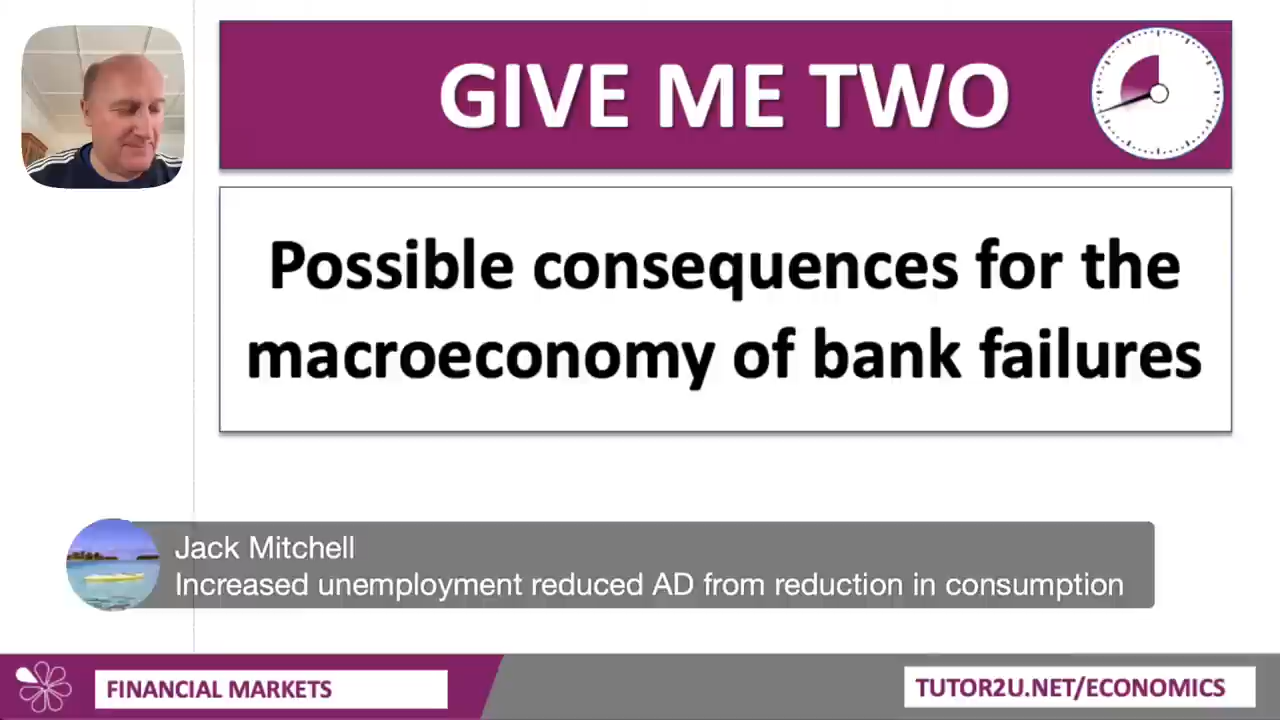 GIVE ME TWO
Possible consequences for the
macroeconomy of bank failures
Jack Mitchell
Increased unemployment reduced AD from reduction in consumption
FINANCIAL MARKETS
TUTOR2U.NET/ECONOMICS